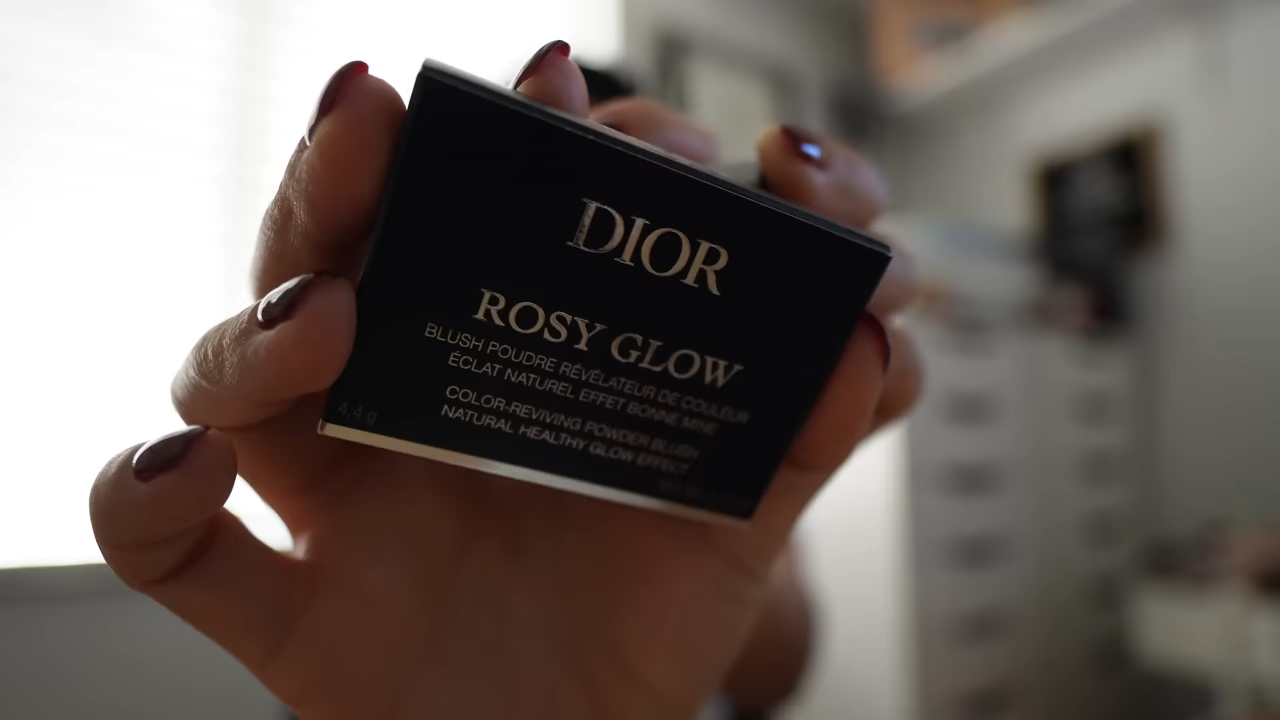 DIOR
ROSY GLOW
BLUSH POUDRE RÉVÉLATEUR DE COULEUR
ÉCLAT NATUREL EFFET BONNE MINE
COLOR-REVIVING POWDER BLUSH
NATURAL HEALTHY GLOW EFFECT
4,4 g